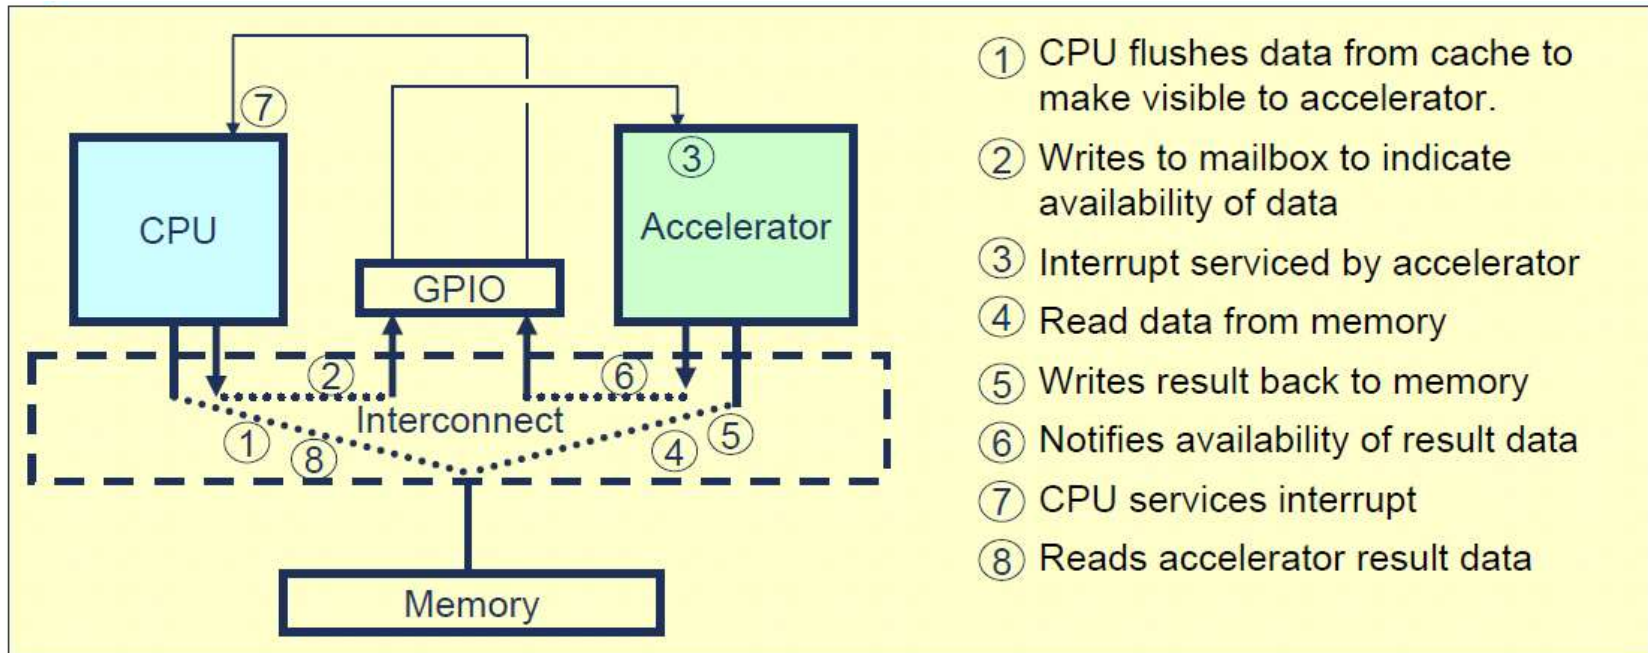 7
3
CPU
Accelerator
GPIO
2
6
Interconnect
1
8
4
5
Memory
1 CPU flushes data from cache to
make visible to accelerator.
2 Writes to mailbox to indicate
availability of data
3 Interrupt serviced by accelerator
4 Read data from memory
5 Writes result back to memory
6 Notifies availability of result data
7 CPU services interrupt
8 Reads accelerator result data